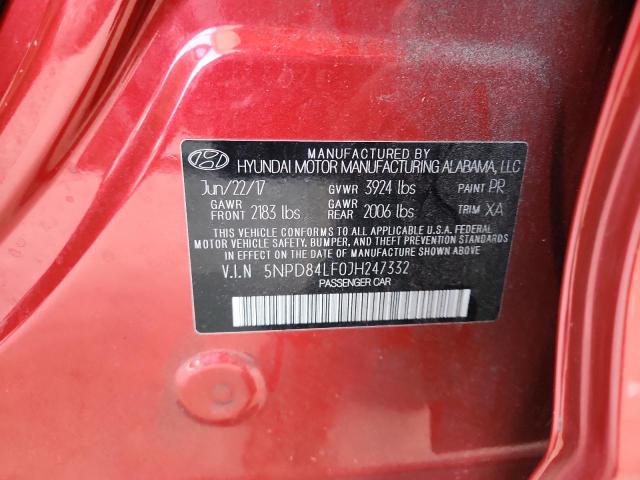 MANUFACTURED BY
HYUNDAI MOTOR MANUFACTURING ALABAMA, LLC
Jun/22/17 GVWR 3924 lbs PAINT PR
GAWR FRONT 2183 lbs GAWR REAR 2006 lbs TRIM XA
THIS VEHICLE CONFORMS TO ALL APPLICABLE U.S.A. FEDERAL
MOTOR VEHICLE SAFETY, BUMPER, AND THEFT PREVENTION STANDARDS
IN EFFECT ON THE DATE OF MANUFACTURE SHOWN ABOVE
V.I.N 5NPD84LF0JH247332
PASSENGER CAR